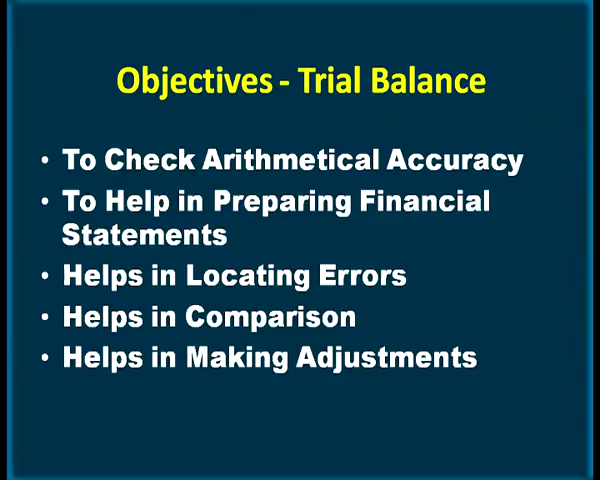 Objectives - Trial Balance
• To Check Arithmetical Accuracy
• To Help in Preparing Financial
Statements
• Helps in Locating Errors
• Helps in Comparison
• Helps in Making Adjustments